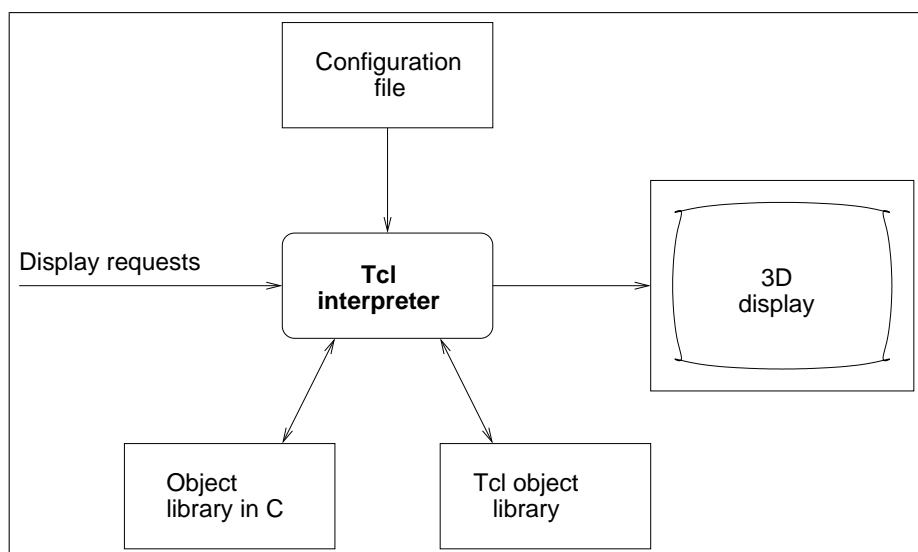 Configuration
file
Display requests
Tcl
interpreter
3D
display
Object
library in C
Tcl object
library